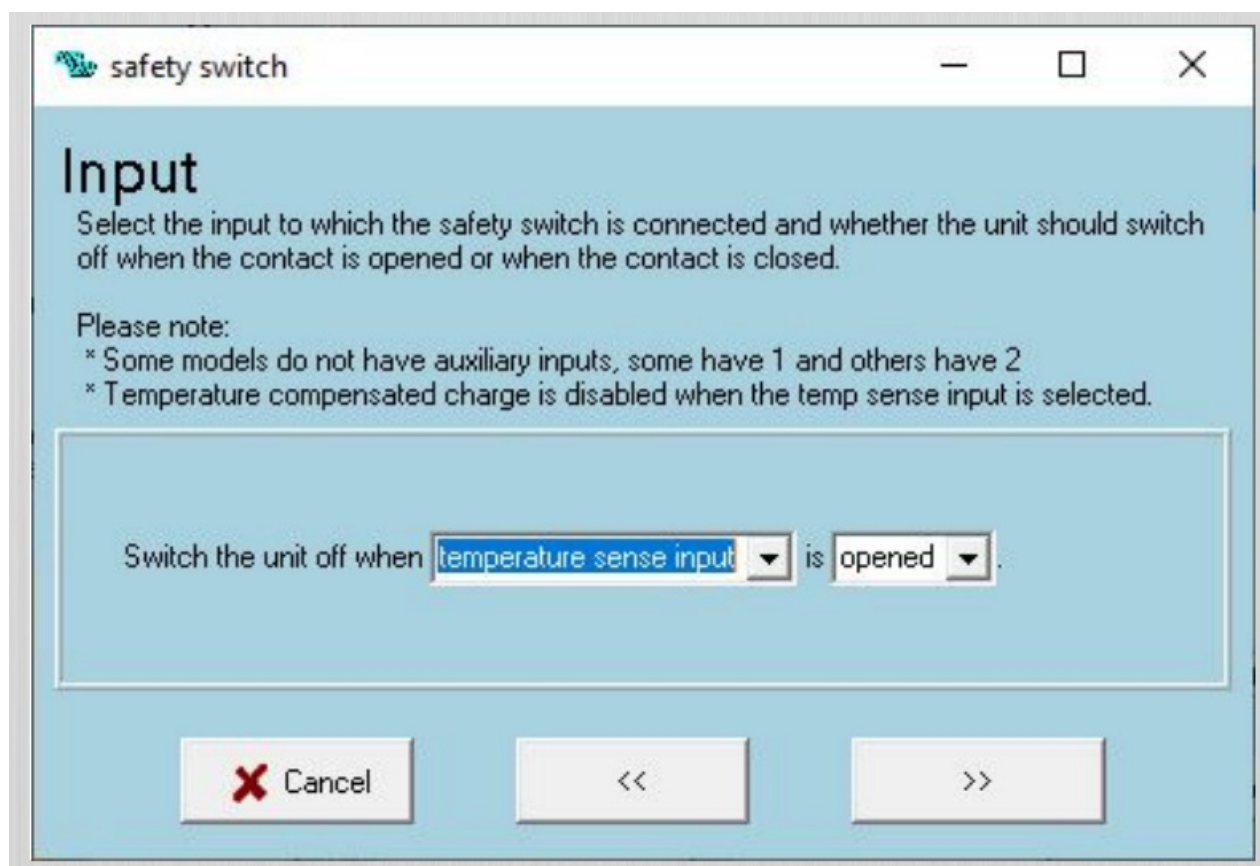 safety switch
Input
Select the input to which the safety switch is connected and whether the unit should switch
off when the contact is opened or when the contact is closed.
Please note:
* Some models do not have auxiliary inputs, some have 1 and others have 2
* Temperature compensated charge is disabled when the temp sense input is selected.
Switch the unit off when temperature sense input is opened.
Cancel << >>